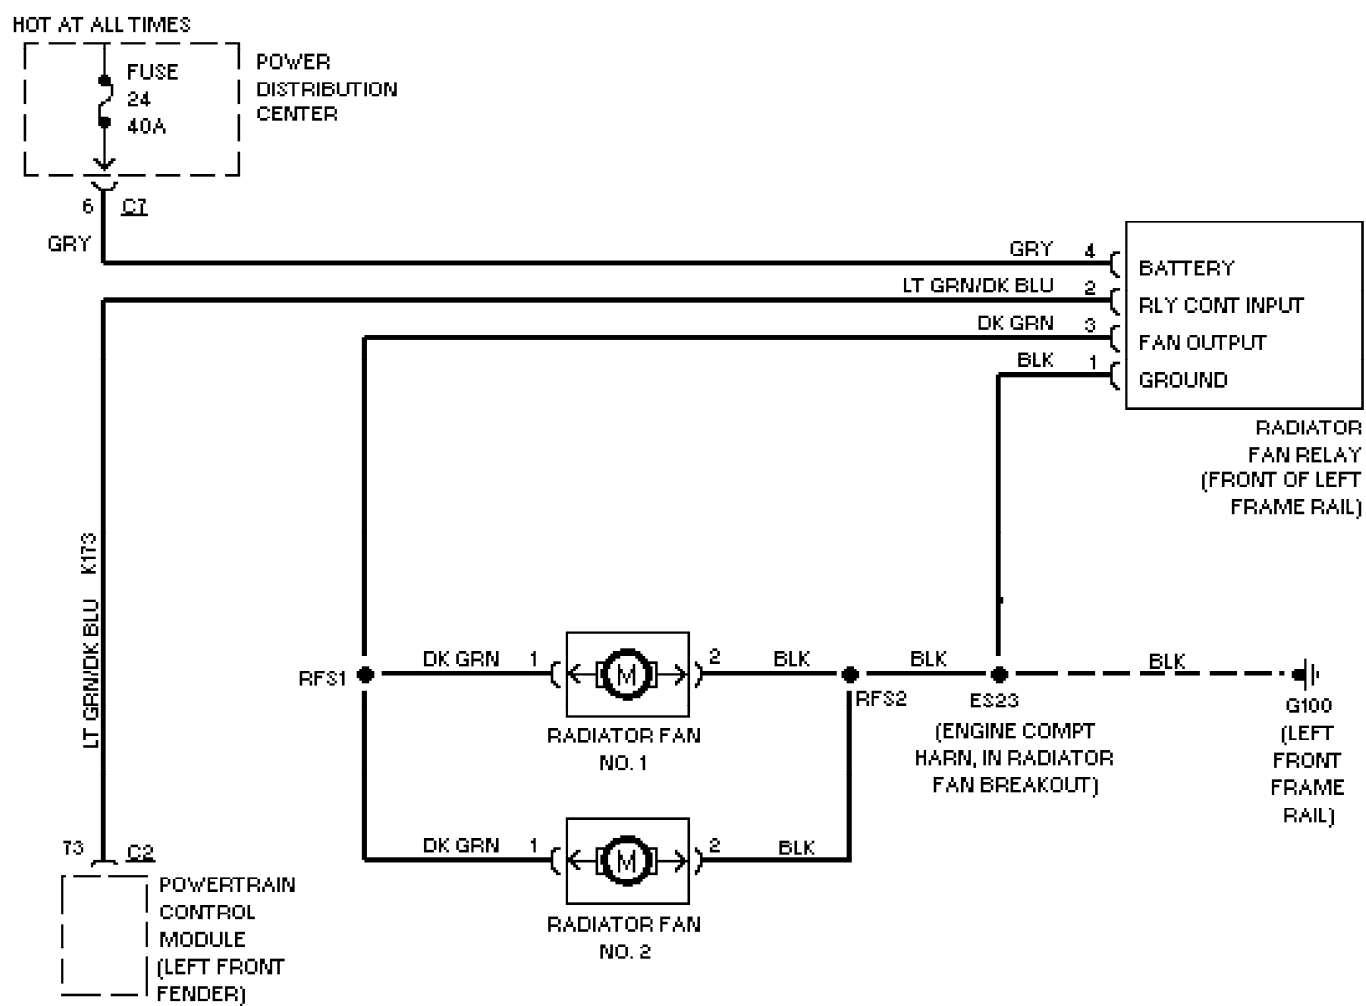 HOT AT ALL TIMES
FUSE
24
40A
POWER
DISTRIBUTION
CENTER
6 C7
GRY
GRY 4
BATTERY
LT GRN/DK BLU 2
RLY CONT INPUT
DK GRN 3
FAN OUTPUT
BLK 1
GROUND
RADIATOR
FAN RELAY
(FRONT OF LEFT
FRAME RAIL)
LT GRN/DK BLU K173
RFS1
DK GRN 1
M
2 BLK
RADIATOR FAN
NO. 1
RFS2
BLK
ES23
(ENGINE COMPT
HARN, IN RADIATOR
FAN BREAKOUT)
BLK
G100
(LEFT
FRONT
FRAME
RAIL)
DK GRN 1
M
2 BLK
RADIATOR FAN
NO. 2
73 C2
POWERTRAIN
CONTROL
MODULE
(LEFT FRONT
FENDER)